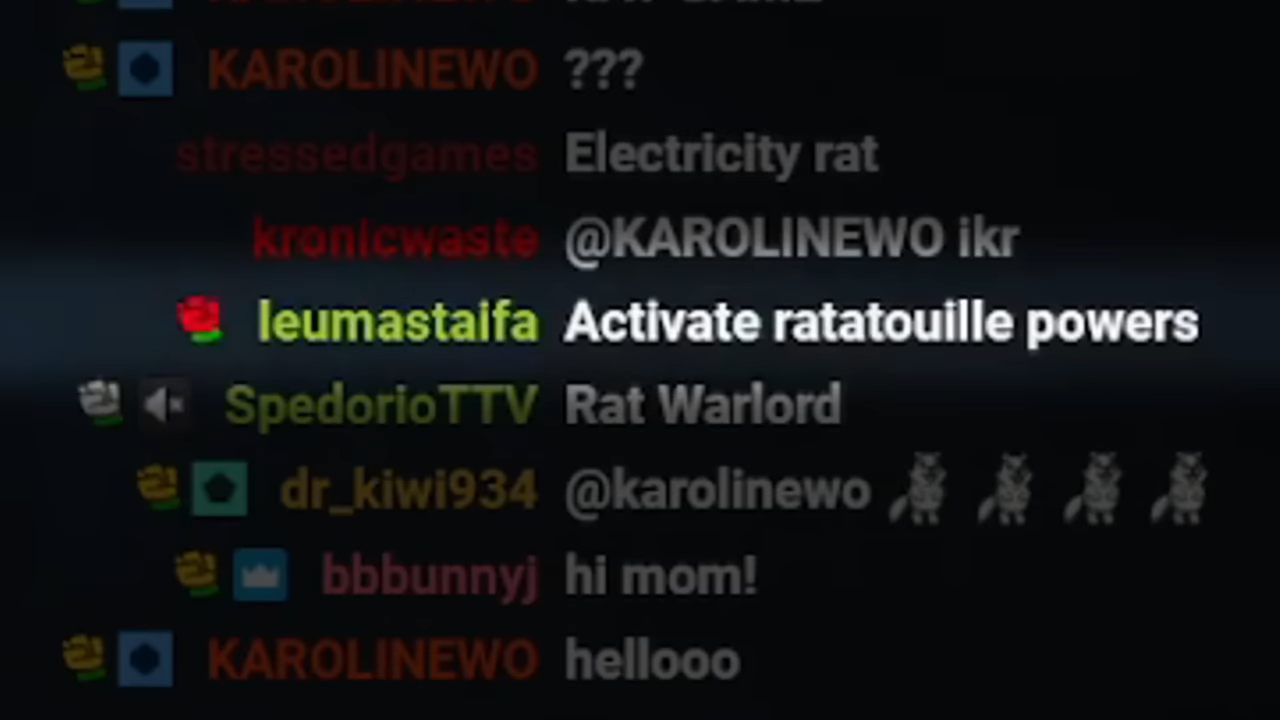 KAROLINEWO
KAROLINEWO ???
stressedgames Electricity rat
kronicwaste @KAROLINEWO ikr
leumastaifa Activate ratatouille powers
SpedorioTTV Rat Warlord
dr_kiwi934 @karolinewo
bbbunnyj hi mom!
KAROLINEWO hellooo